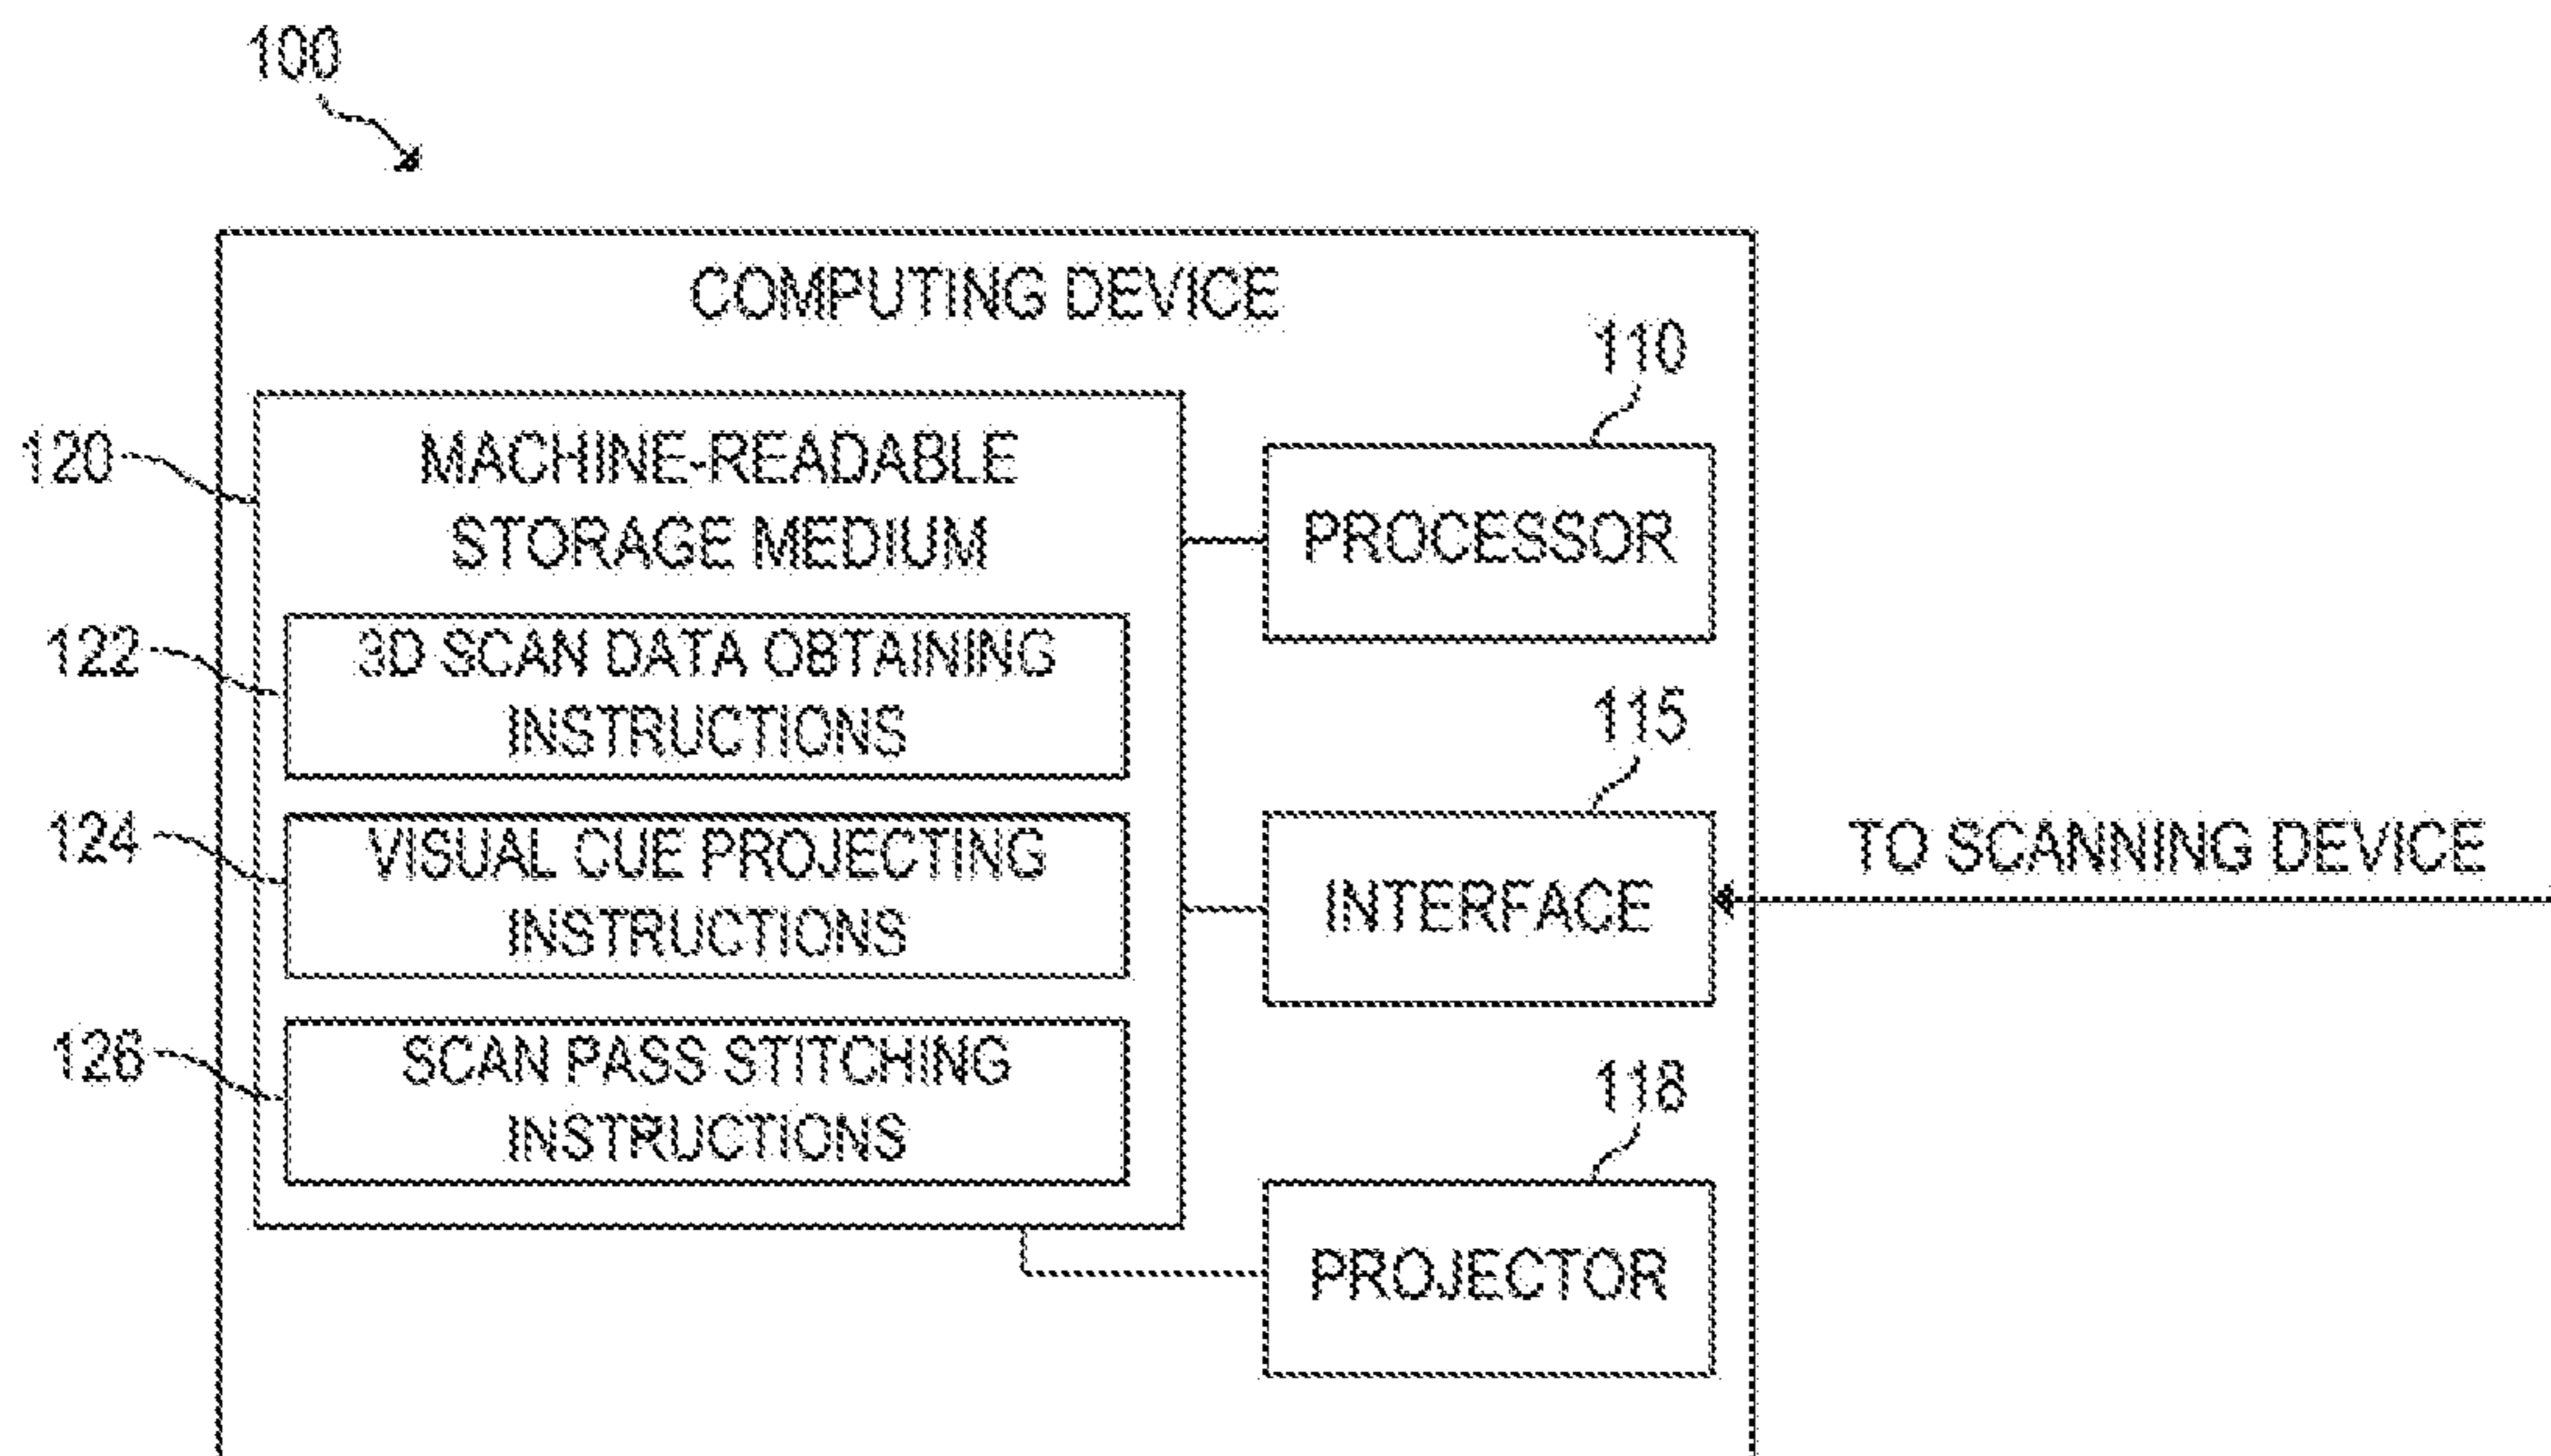 100
COMPUTING DEVICE
110
120
MACHINE-READABLE
STORAGE MEDIUM
PROCESSOR
122
3D SCAN DATA OBTAINING
INSTRUCTIONS
115
124
VISUAL CUE PROJECTING
INSTRUCTIONS
INTERFACE
TO SCANNING DEVICE
126
SCAN PASS STITCHING
INSTRUCTIONS
118
PROJECTOR